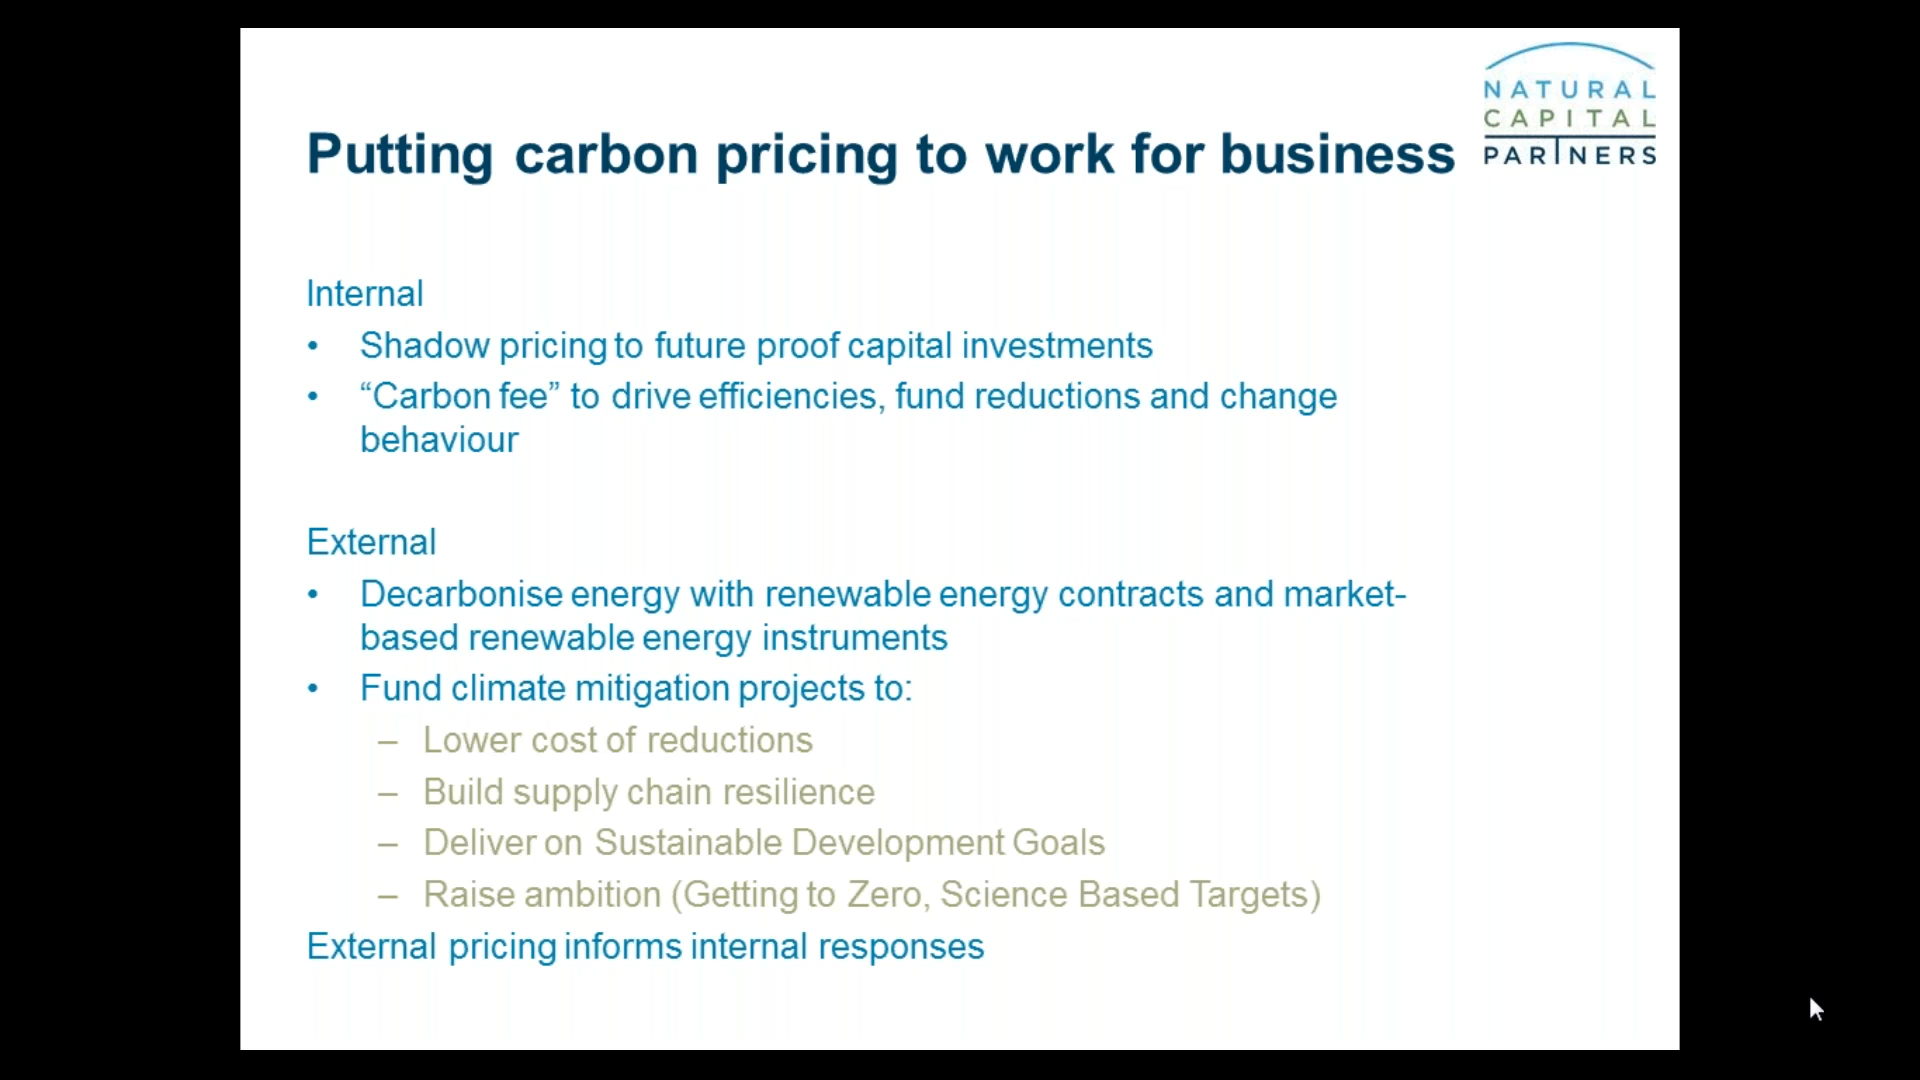 NATURAL
CAPITAL
PARTNERS
Putting carbon pricing to work for business
Internal
• Shadow pricing to future proof capital investments
• “Carbon fee” to drive efficiencies, fund reductions and change
behaviour
External
• Decarbonise energy with renewable energy contracts and market-
based renewable energy instruments
• Fund climate mitigation projects to:
– Lower cost of reductions
– Build supply chain resilience
– Deliver on Sustainable Development Goals
– Raise ambition (Getting to Zero, Science Based Targets)
External pricing informs internal responses